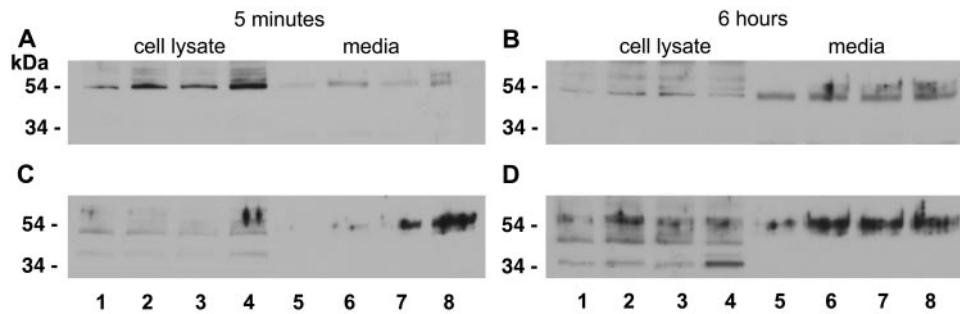 5 minutes
6 hours
A
cell lysate
media
B
cell lysate
media
kDa
54 -
34 -
54 -
34 -
C
D
54 -
34 -
54 -
34 -
1 2 3 4 5 6 7 8
1 2 3 4 5 6 7 8